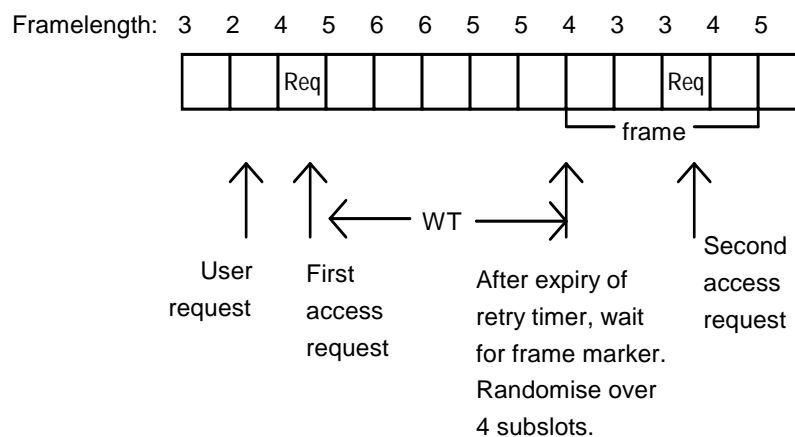 Framelength: 3 2 4 5 6 6 5 5 4 3 3 4 5
Req Req
frame
WT
User
request
First
access
request
After expiry of
retry timer, wait
for frame marker.
Randomise over
4 subslots.
Second
access
request